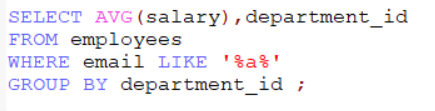 SELECT AVG(salary),department_id
FROM employees
WHERE email LIKE '%a%'
GROUP BY department_id ;